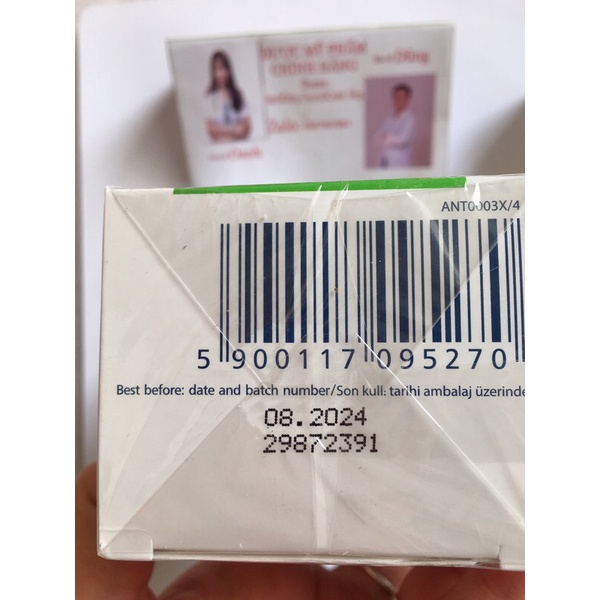 ANT0003X/4
5 900117 095270
Best before: date and batch number/Son kull. tarihi ambalaj üzerinde
08.2024
29872391